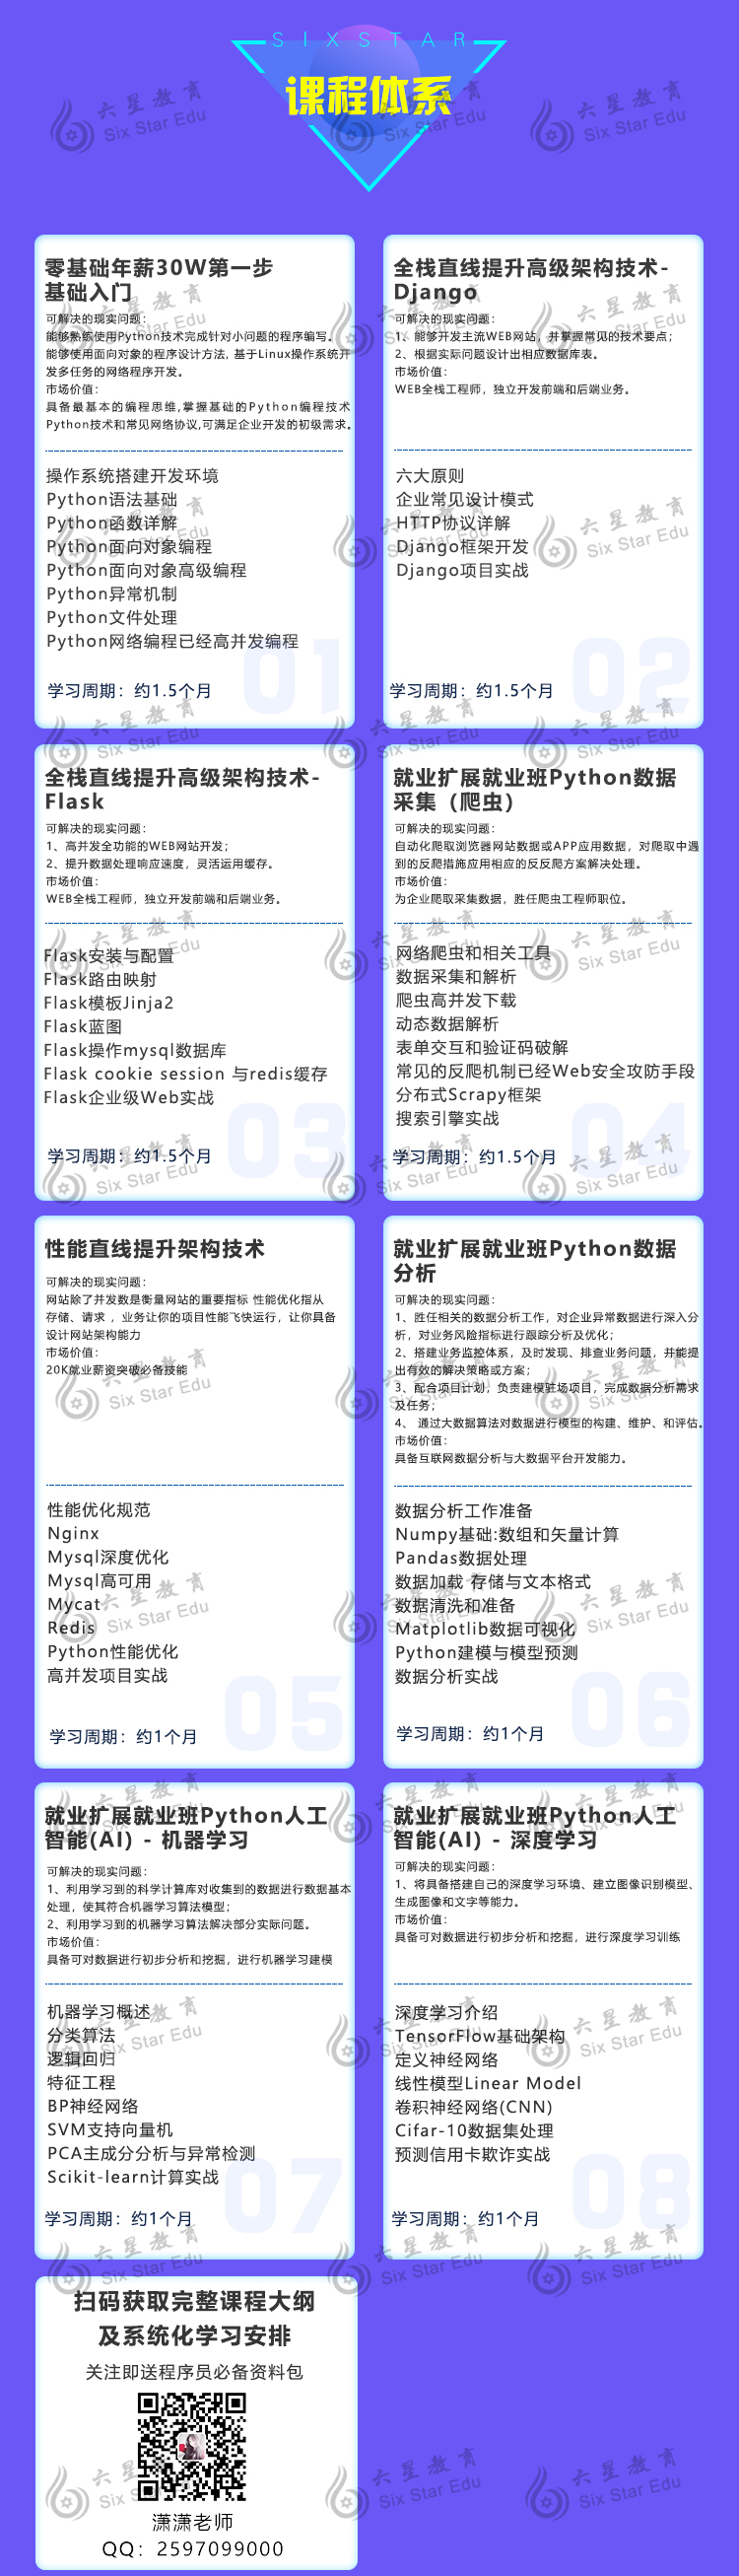 SIXSTAR
课程体系
六星教育
Six Star Edu
零基础年薪30W第一步
基础入门
可解决的现实问题：
能够熟练使用Python技术完成针对小问题的程序编写。
能够使用面向对象的程序设计方法, 基于Linux操作系统开
发多任务的网络程序开发。
市场价值：
具备最基本的编程思维,掌握基础的Python编程技术
Python技术和常见网络协议,可满足企业开发的初级需求。
操作系统搭建开发环境
Python语法基础
Python函数详解
Python面向对象编程
Python面向对象高级编程
Python异常机制
Python文件处理
Python网络编程已经高并发编程
学习周期：约1.5个月
01
全栈直线提升高级架构技术-
Django
可解决的现实问题：
1、能够开发主流WEB网站，并掌握常见的技术要点；
2、根据实际问题设计出相应数据库表。
市场价值：
WEB全栈工程师，独立开发前端和后端业务。
六大原则
企业常见设计模式
HTTP协议详解
Django框架开发
Django项目实战
学习周期：约1.5个月
02
全栈直线提升高级架构技术-
Flask
可解决的现实问题：
1、高并发全功能的WEB网站开发；
2、提升数据处理响应速度，灵活运用缓存。
市场价值：
WEB全栈工程师，独立开发前端和后端业务。
Flask安装与配置
Flask路由映射
Flask模板Jinja2
Flask蓝图
Flask操作mysql数据库
Flask cookie session 与redis缓存
Flask企业级Web实战
学习周期：约1.5个月
03
就业扩展就业班Python数据
采集（爬虫）
可解决的现实问题：
自动化爬取浏览器网站数据或APP应用数据，对爬取中遇
到的反爬措施应用相应的反反爬方案解决处理。
市场价值：
为企业爬取采集数据，胜任爬虫工程师职位。
网络爬虫和相关工具
数据采集和解析
爬虫高并发下载
动态数据解析
表单交互和验证码破解
常见的反爬机制已经Web安全攻防手段
分布式Scrapy框架
搜索引擎实战
学习周期：约1.5个月
04
性能直线提升架构技术
可解决的现实问题：
网站除了并发数是衡量网站的重要指标 性能优化指从
存储、请求 ，业务让你的项目性能飞快运行，让你具备
设计网站架构能力
市场价值：
20K就业薪资突破必备技能
性能优化规范
Nginx
Mysql深度优化
Mysql高可用
Mycat
Redis
Python性能优化
高并发项目实战
学习周期：约1个月
05
就业扩展就业班Python数据
分析
可解决的现实问题：
1、胜任相关的数据分析工作，对企业异常数据进行深入分
析，对业务风险指标进行跟踪分析及优化；
2、搭建业务监控体系，及时发现、排查业务问题，并能提
出有效的解决策略或方案；
3、配合项目计划，负责建模驻场项目，完成数据分析需求
及任务；
4、 通过大数据算法对数据进行模型的构建、维护、和评估。
市场价值：
具备互联网数据分析与大数据平台开发能力。
数据分析工作准备
Numpy基础:数组和矢量计算
Pandas数据处理
数据加载 存储与文本格式
数据清洗和准备
Matplotlib数据可视化
Python建模与模型预测
数据分析实战
学习周期：约1个月
06
就业扩展就业班Python人工
智能(AI) - 机器学习
可解决的现实问题：
1、利用学习到的科学计算库对收集到的数据进行数据基本
处理，使其符合机器学习算法模型；
2、利用学习到的机器学习算法解决部分实际问题。
市场价值：
具备可对数据进行初步分析和挖掘，进行机器学习建模
机器学习概述
分类算法
逻辑回归
特征工程
BP神经网络
SVM支持向量机
PCA主成分分析与异常检测
Scikit-learn计算实战
学习周期：约1个月
07
就业扩展就业班Python人工
智能(AI) - 深度学习
可解决的现实问题：
1、将具备搭建自己的深度学习环境、建立图像识别模型、
生成图像和文字等能力。
市场价值：
具备可对数据进行初步分析和挖掘，进行深度学习训练
深度学习介绍
TensorFlow基础架构
定义神经网络
线性模型Linear Model
卷积神经网络(CNN)
Cifar-10数据集处理
预测信用卡欺诈实战
学习周期：约1个月
08
扫码获取完整课程大纲
及系统化学习安排
关注即送程序员必备资料包
潇潇老师
QQ：2597099000